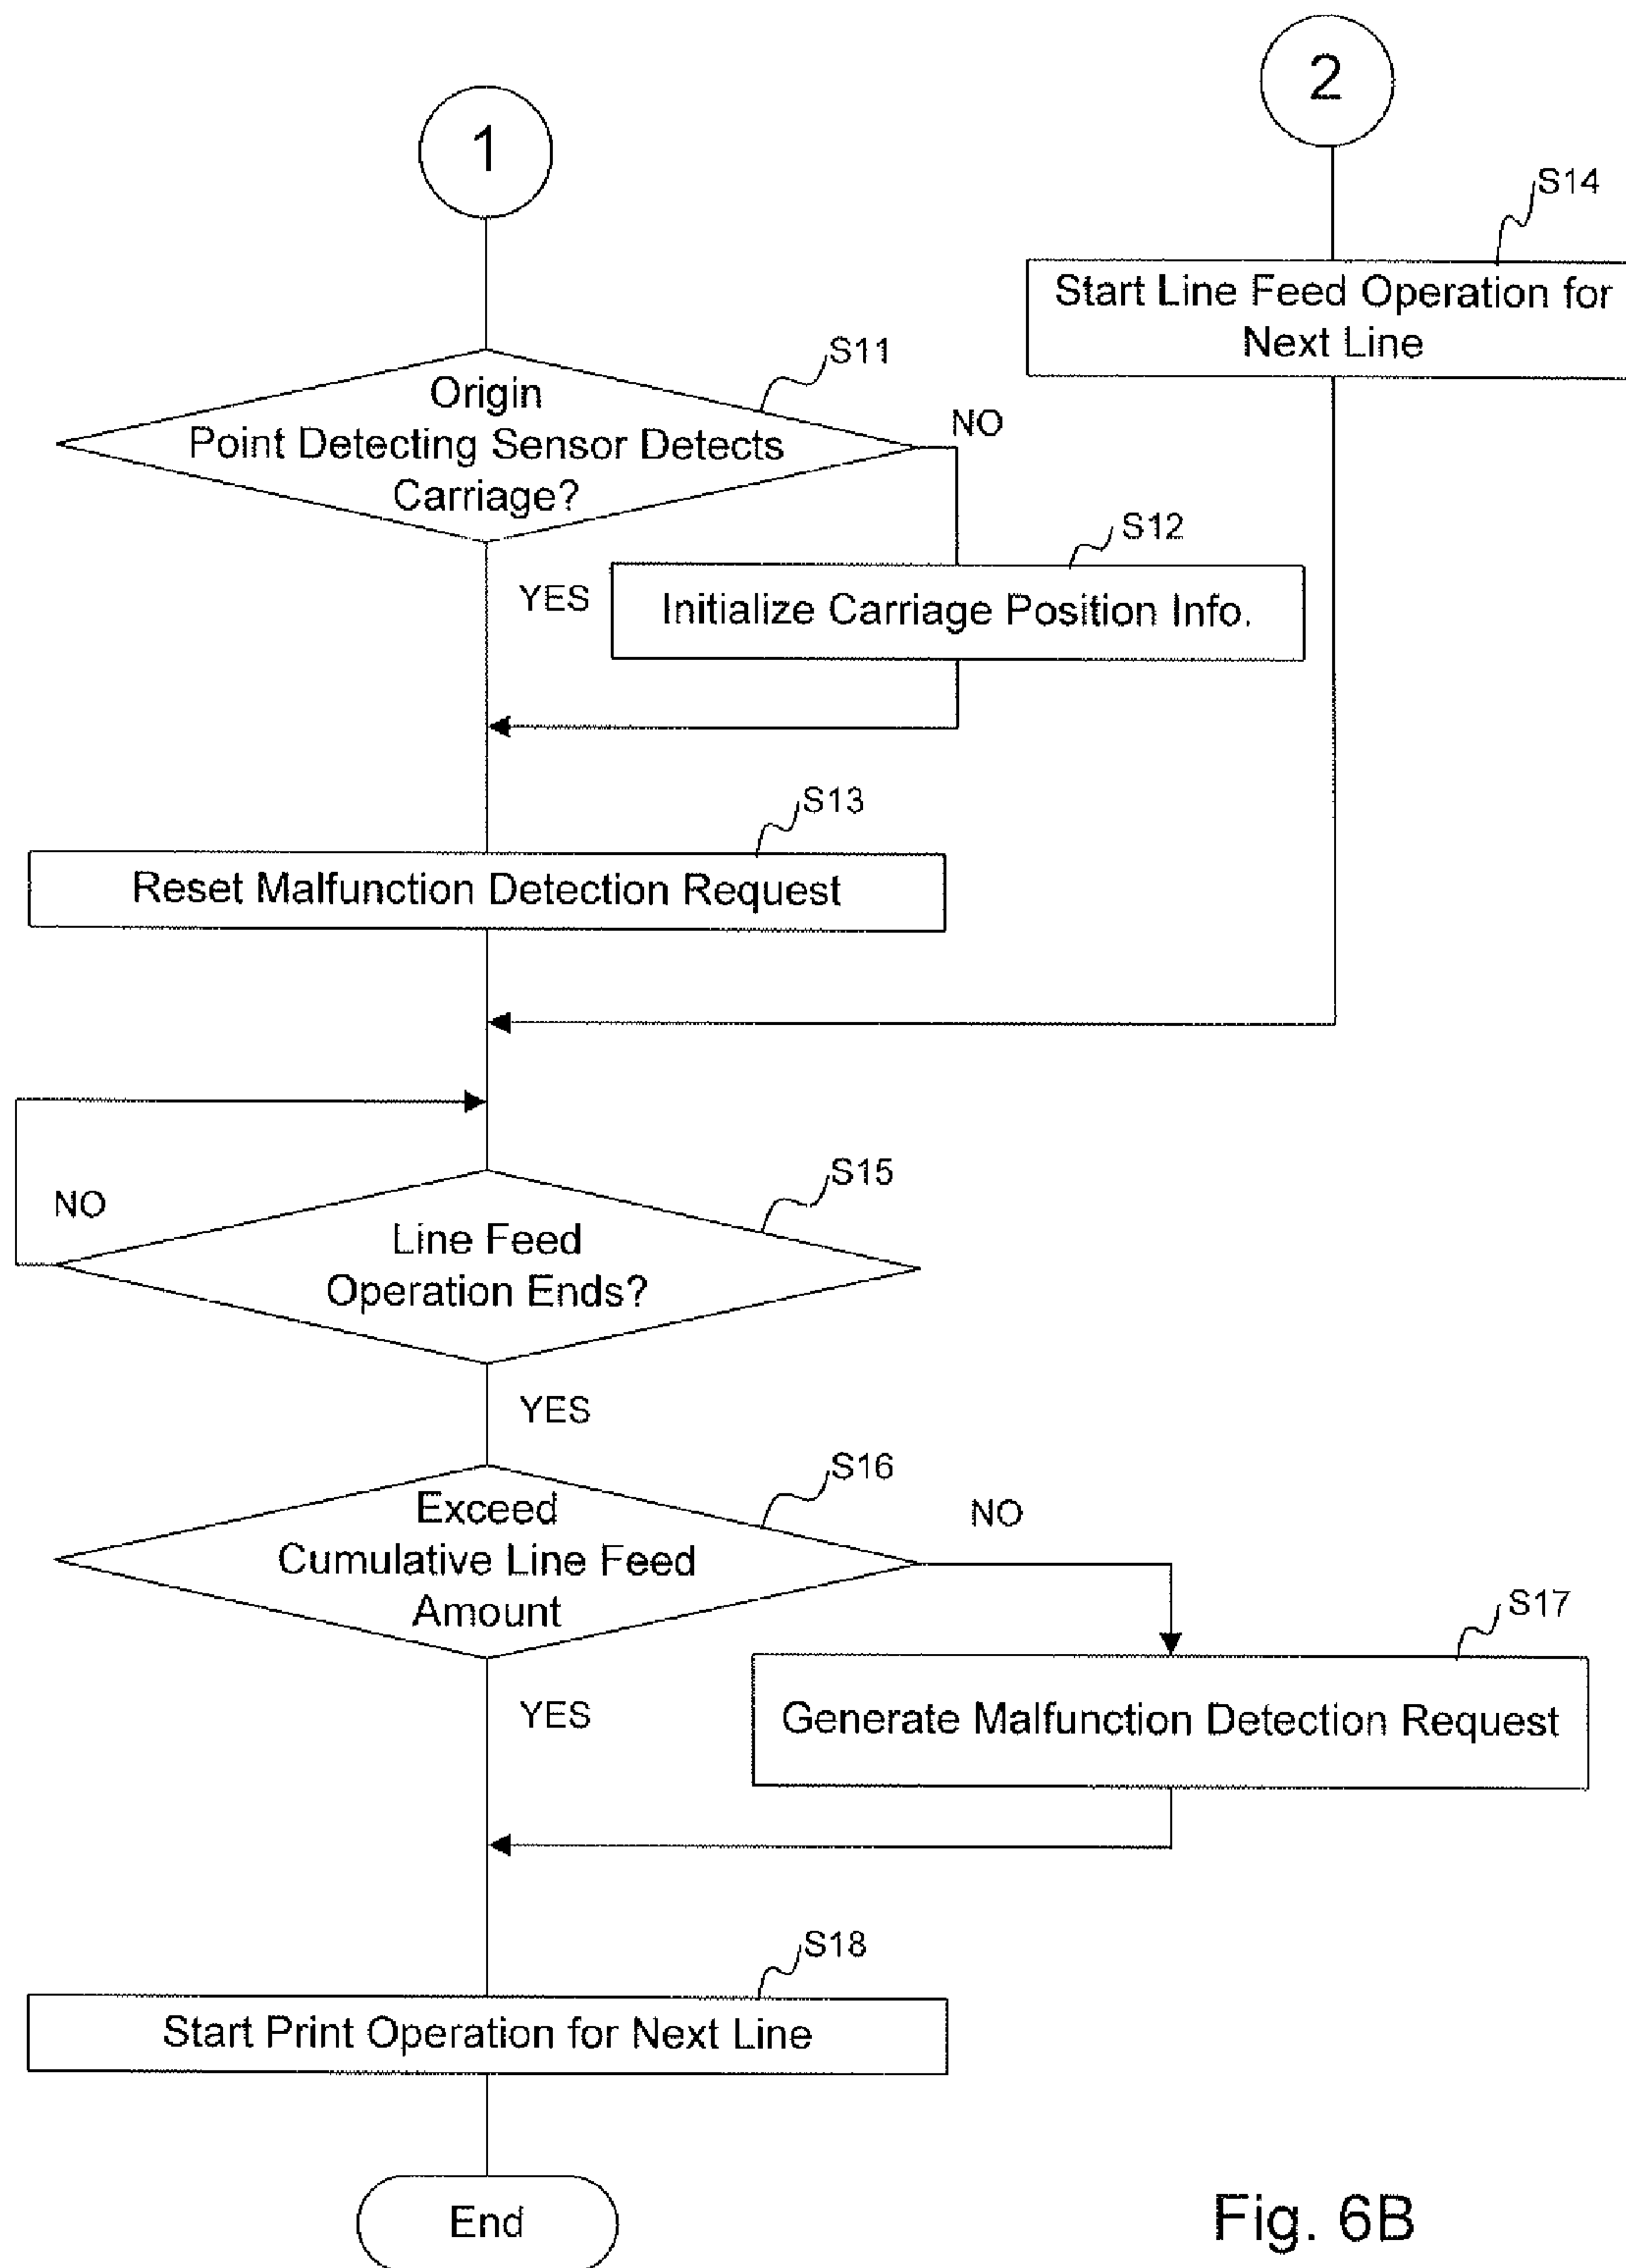 1
2
S14
Start Line Feed Operation for
Next Line
S11
Origin
Point Detecting Sensor Detects
Carriage?
NO
S12
YES
Initialize Carriage Position Info.
S13
Reset Malfunction Detection Request
S15
NO
Line Feed
Operation Ends?
YES
S16
Exceed
Cumulative Line Feed
Amount
NO
S17
YES
Generate Malfunction Detection Request
S18
Start Print Operation for Next Line
End
Fig. 6B